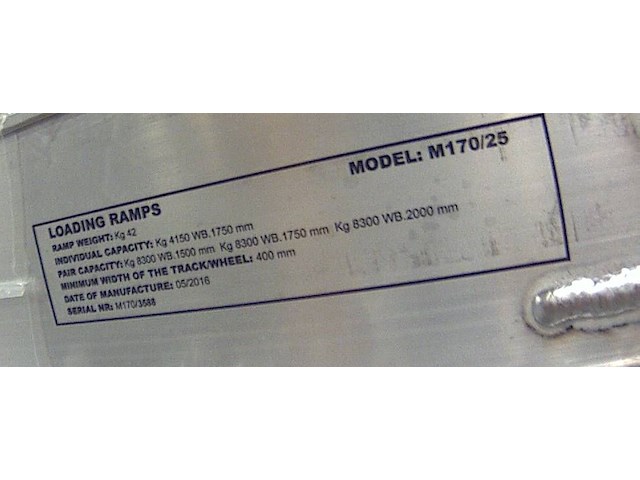 LOADING RAMPS
MODEL: M170/25
RAMP WEIGHT: Kg 42
INDIVIDUAL CAPACITY: Kg 4150 WB.1750 mm
PAIR CAPACITY: Kg 8300 WB.1500 mm Kg 8300 WB.1750 mm Kg 8300 WB.2000 mm
MINIMUM WIDTH OF THE TRACK/WHEEL: 400 mm
DATE OF MANUFACTURE: 05/2016
SERIAL NR: M170/3588